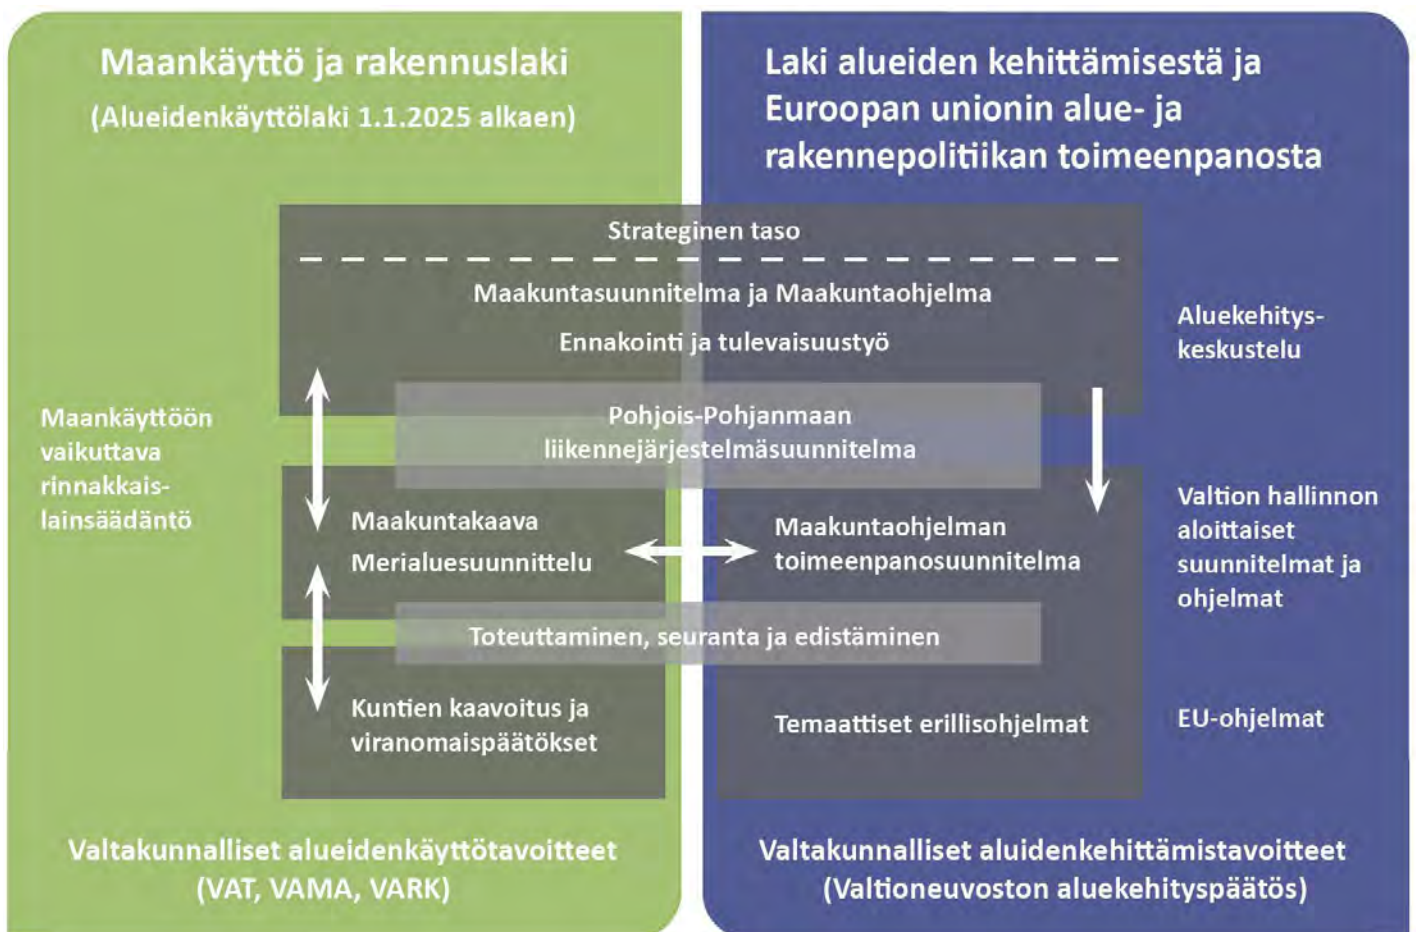 Maankäyttö ja rakennuslaki
(Alueidenkäyttölaki 1.1.2025 alkaen)
Laki alueiden kehittämisestä ja
Euroopan unionin alue- ja
rakennepolitiikan toimeenpanosta
Strateginen taso
Maakuntasuunnitelma ja Maakuntaohjelma
Ennakointi ja tulevaisuustyö
Aluekehitys-
keskustelu
Maankäyttöön
vaikuttava
rinnakkais-
lainsäädäntö
Pohjois-Pohjanmaan
liikennejärjestelmäsuunnitelma
Maakuntakaava
Merialuesuunnittelu
Maakuntaohjelman
toimeenpanosuunnitelma
Valtion hallinnon
aloittaiset
suunnitelmat ja
ohjelmat
Toteuttaminen, seuranta ja edistäminen
Kuntien kaavoitus ja
viranomaispäätökset
Temaattiset erillisohjelmat
EU-ohjelmat
Valtakunnalliset alueidenkäyttötavoitteet
(VAT, VAMA, VARK)
Valtakunnalliset aluidenkehittämistavoitteet
(Valtioneuvoston aluekehityspäätös)